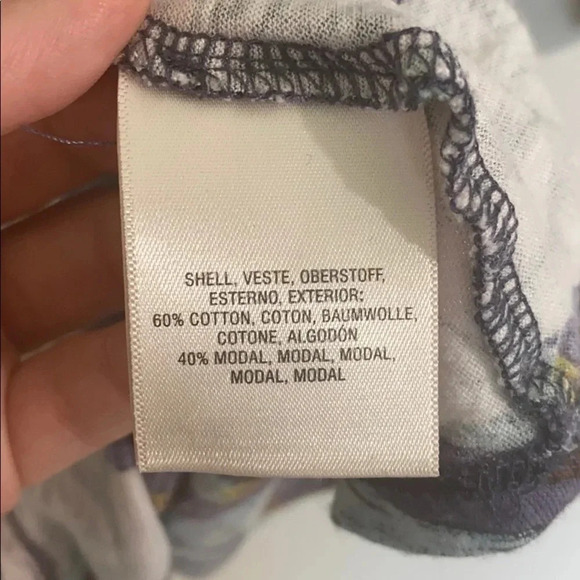 SHELL, VESTE, OBERSTOFF,
ESTERNO, EXTERIOR:
60% COTTON, COTON, BAUMWOLLE,
COTONE, ALGODÓN
40% MODAL, MODAL, MODAL,
MODAL, MODAL